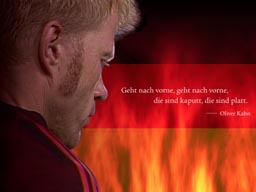 Geht nach vorne, geht nach vorne,
die sind kaputt, die sind platt.
— Oliver Kahn